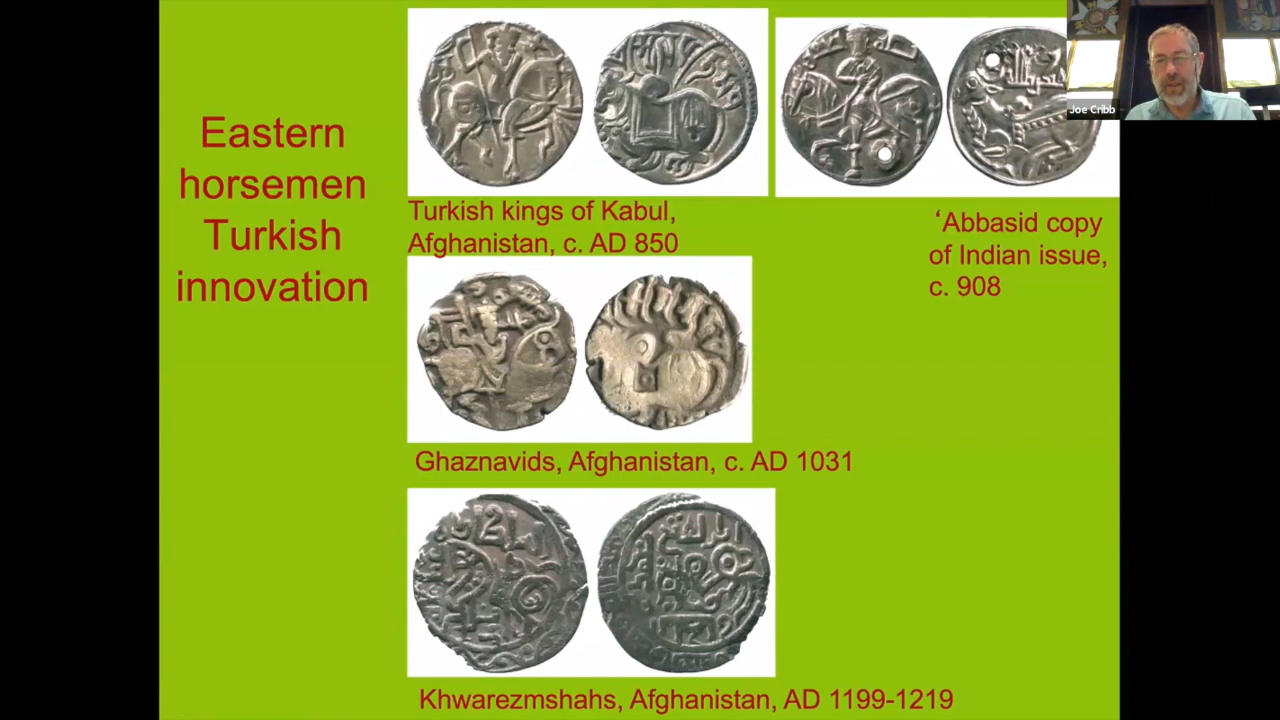 Eastern
horsemen
Turkish
innovation
Turkish kings of Kabul,
Afghanistan, c. AD 850
‘Abbasid copy
of Indian issue,
c. 908
Ghaznavids, Afghanistan, c. AD 1031
Khwarezmshahs, Afghanistan, AD 1199-1219
Joe Cribb